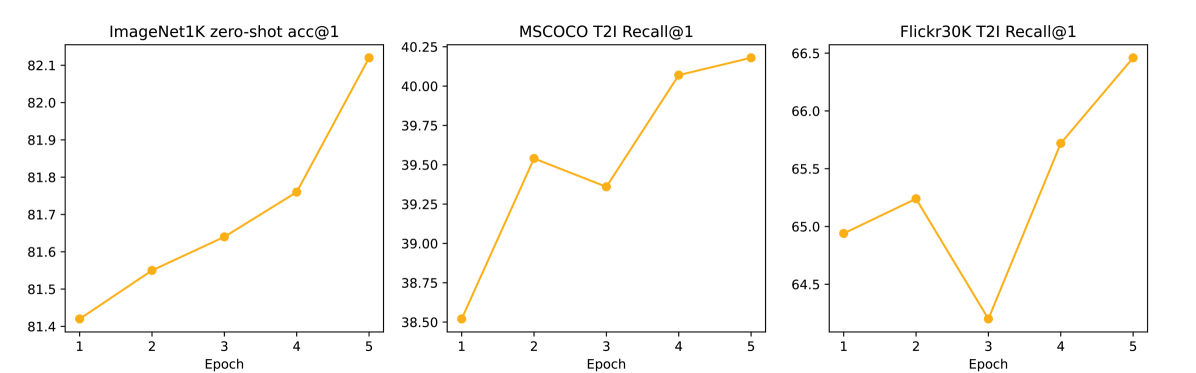 ImageNet1K zero-shot acc@1
82.1
82.0
81.9
81.8
81.7
81.6
81.5
81.4
1 2 3 4 5
Epoch
MSCOCO T2I Recall@1
40.25
40.00
39.75
39.50
39.25
39.00
38.75
38.50
1 2 3 4 5
Epoch
Flickr30K T2I Recall@1
66.5
66.0
65.5
65.0
64.5
1 2 3 4 5
Epoch